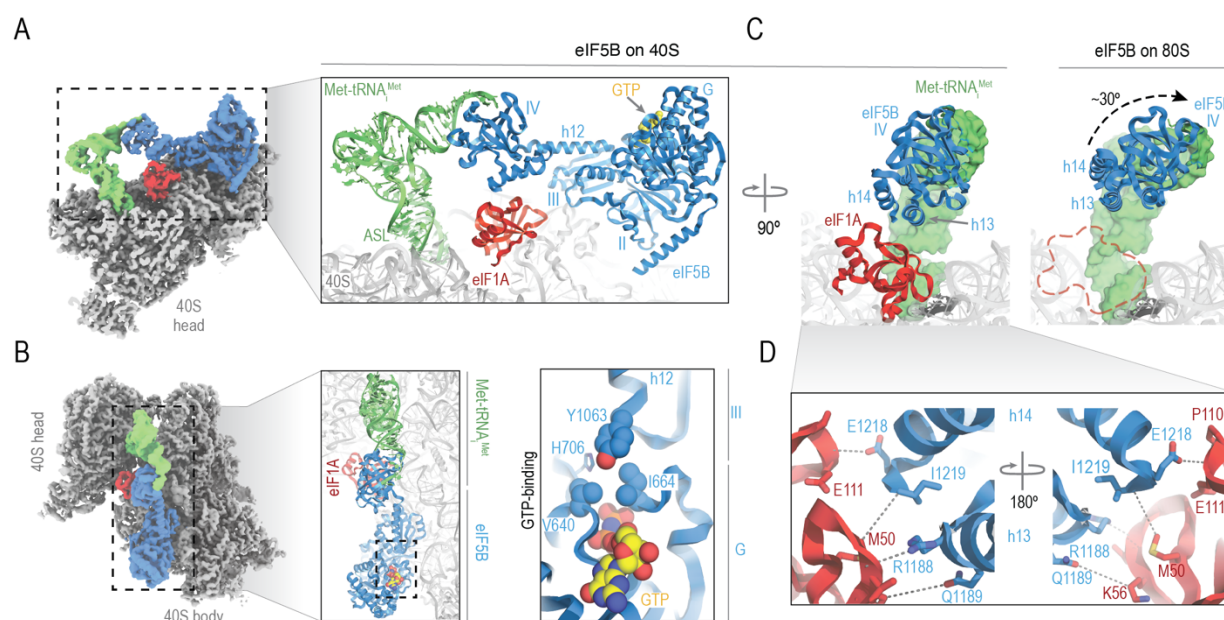 A
eIF5B on 40S
C
eIF5B on 80S
Met-tRNAiMet
IV
h12
GTP
G
III
II
ASL
eIF1A
eIF5B
40S
40S
head
90º
Met-tRNAiMet
eIF5B
IV
h14
h13
eIF1A
~30º
eIF5B
IV
h14
h13
B
40S head
40S body
eIF1A
Met-tRNAiMet
eIF5B
GTP-binding
h12
Y1063
H706
I664
V640
GTP
III
G
D
E1218
I1219
E111
M50
R1188
Q1189
h14
180º
h13
P110
E1218
I1219
E111
R1188
M50
Q1189
K56